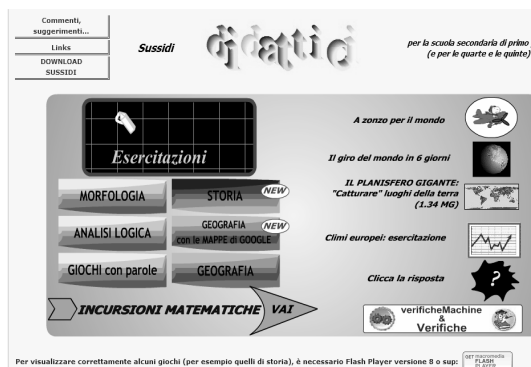 Commenti,
suggerimenti...
Links
DOWNLOAD
SUSSIDI
Sussidi
didattici
per la scuola secondaria di primo
(e per le quarte e le quinte)
Esercitazioni
MORFOLOGIA
STORIA
NEW
ANALISI LOGICA
GEOGRAFIA
con le MAPPE di GOOGLE
NEW
GIOCHI con parole
GEOGRAFIA
INCURSIONI MATEMATICHE
VAI
A zonzo per il mondo
Il giro del mondo in 6 giorni
IL PLANISFERO GIGANTE:
"Catturare" luoghi della terra
(1.34 MG)
Climi europei: esercitazione
Clicca la risposta
?
verificheMachine
&
Verifiche
Per visualizzare correttamente alcuni giochi (per esempio quelli di storia), è necessario Flash Player versione 8 o sup:
GET macromedia
FLASH
PLAYER